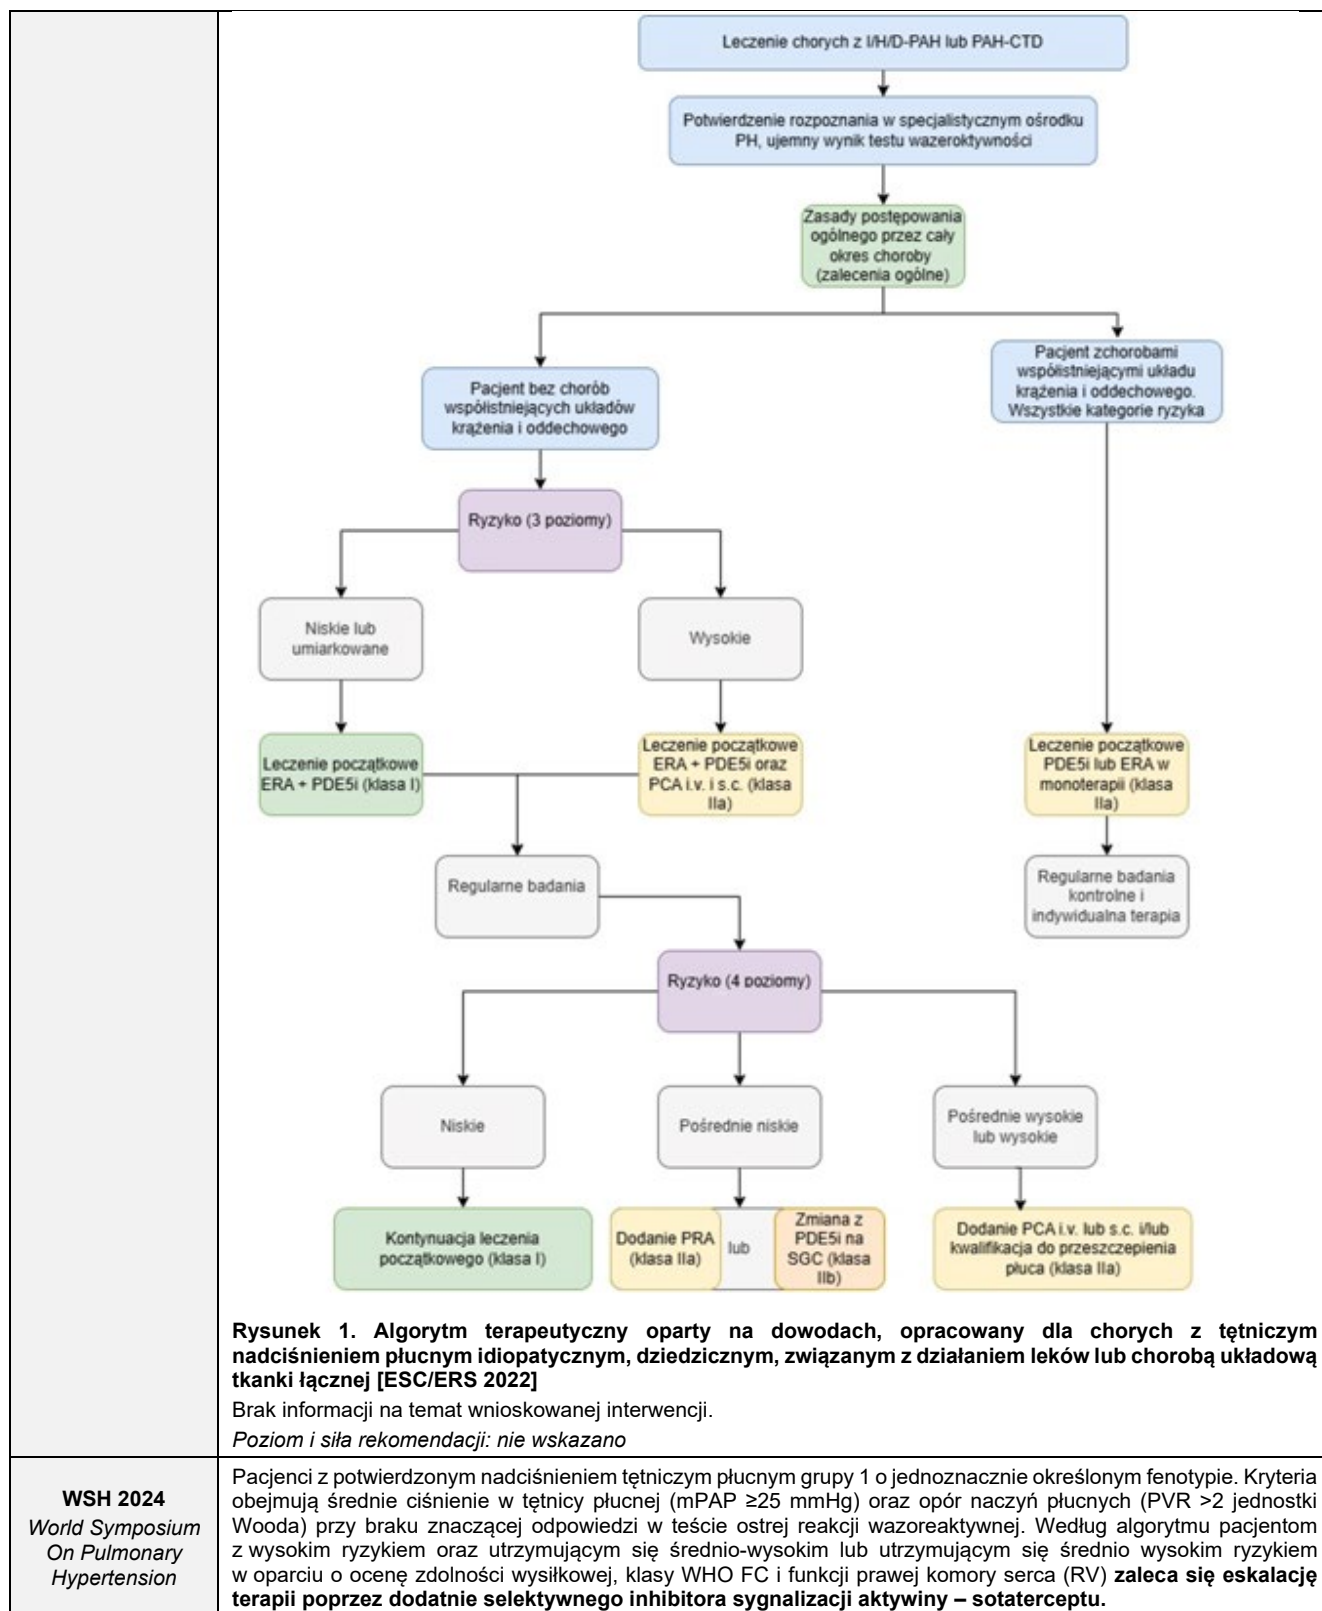 Leczenie chorych z I/H/D-PAH lub PAH-CTD
Potwierdzenie rozpoznania w specjalistycznym ośrodku
PH, ujemny wynik testu wazeroktywności
Zasady postępowania
ogólnego przez cały
okres choroby
(zalecenia ogólne)
Pacjent bez chorób
współistniejących układów
krążenia i oddechowego
Pacjent zchorobami
współistniejącymi układu
krążenia i oddechowego.
Wszystkie kategorie ryzyka
Ryzyko (3 poziomy)
Niskie lub
umiarkowane
Wysokie
Leczenie początkowe
ERA + PDE5i (klasa I)
Leczenie początkowe
ERA + PDE5i oraz
PCA i.v. i s.c. (klasa
IIa)
Leczenie początkowe
PDE5i lub ERA w
monoterapii (klasa
IIa)
Regularne badania
Regularne badania
kontrolne i
indywidualna terapia
Ryzyko (4 poziomy)
Niskie
Pośrednie niskie
Pośrednie wysokie
lub wysokie
Kontynuacja leczenia
początkowego (klasa I)
Dodanie PRA
(klasa IIa)
lub
Zmiana z
PDE5i na
SGC (klasa
IIb)
Dodanie PCA i.v. lub s.c. i/lub
kwalifikacja do przeszczepienia
płuca (klasa IIa)
Rysunek 1. Algorytm terapeutyczny oparty na dowodach, opracowany dla chorych z tętniczym
nadciśnieniem płucnym idiopatycznym, dziedzicznym, związanym z działaniem leków lub chorobą układową
tkanki łącznej [ESC/ERS 2022]
Brak informacji na temat wnioskowanej interwencji.
Poziom i siła rekomendacji: nie wskazano
WSH 2024
World Symposium
On Pulmonary
Hypertension
Pacjenci z potwierdzonym nadciśnieniem tętniczym płucnym grupy 1 o jednoznacznie określonym fenotypie. Kryteria
obejmują średnie ciśnienie w tętnicy płucnej (mPAP ≥25 mmHg) oraz opór naczyń płucnych (PVR >2 jednostki
Wooda) przy braku znaczącej odpowiedzi w teście ostrej reakcji wazoreaktywnej. Według algorytmu pacjentom
z wysokim ryzykiem oraz utrzymującym się średnio-wysokim lub utrzymującym się średnio wysokim ryzykiem
w oparciu o ocenę zdolności wysiłkowej, klasy WHO FC i funkcji prawej komory serca (RV) zaleca się eskalację
terapii poprzez dodatnie selektywnego inhibitora sygnalizacji aktywiny – sotaterceptu.